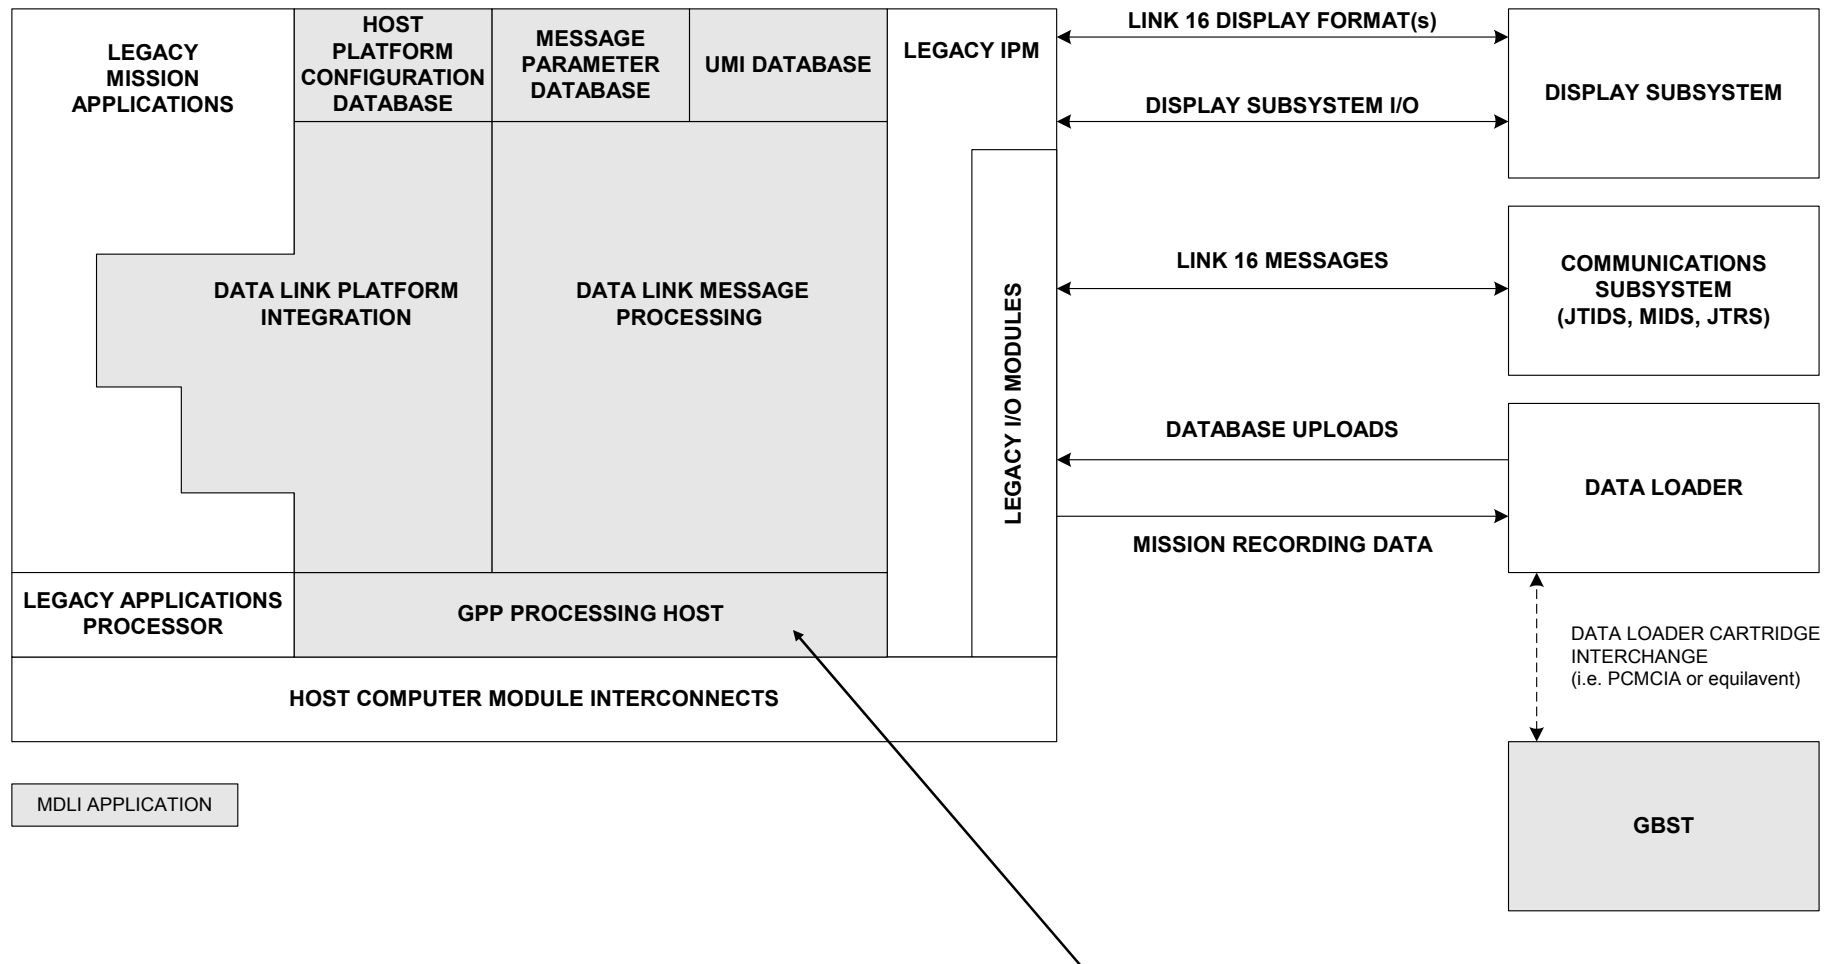 LEGACY
MISSION
APPLICATIONS
HOST
PLATFORM
CONFIGURATION
DATABASE
MESSAGE
PARAMETER
DATABASE
UMI DATABASE
LEGACY IPM
LINK 16 DISPLAY FORMAT(s)
DISPLAY SUBSYSTEM I/O
DISPLAY SUBSYSTEM
DATA LINK PLATFORM
INTEGRATION
DATA LINK MESSAGE
PROCESSING
LEGACY I/O MODULES
LINK 16 MESSAGES
COMMUNICATIONS
SUBSYSTEM
(JTIDS, MIDS, JTRS)
DATABASE UPLOADS
MISSION RECORDING DATA
DATA LOADER
LEGACY APPLICATIONS
PROCESSOR
GPP PROCESSING HOST
HOST COMPUTER MODULE INTERCONNECTS
DATA LOADER CARTRIDGE
INTERCHANGE
(i.e. PCMCIA or equilavent)
MDLI APPLICATION
GBST